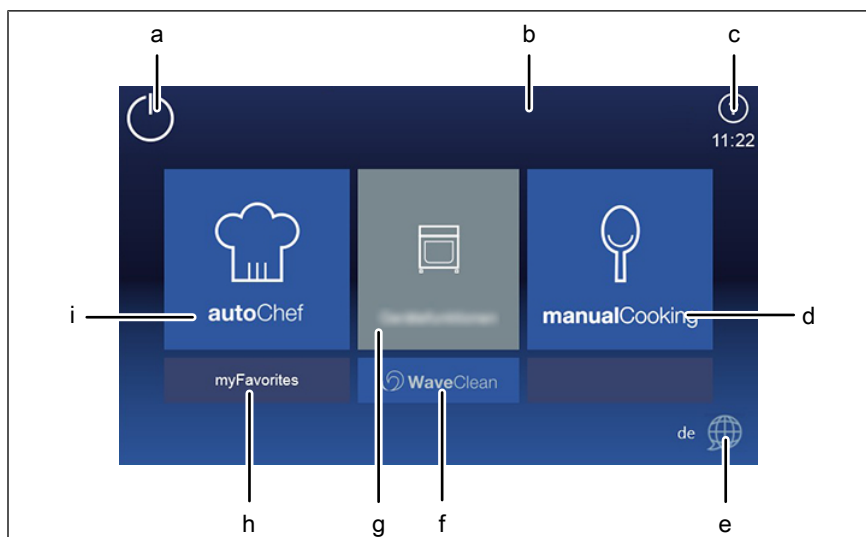 a b c
11:22
autoChef
manualCooking
i d
myFavorites
WaveClean
de
h g f e